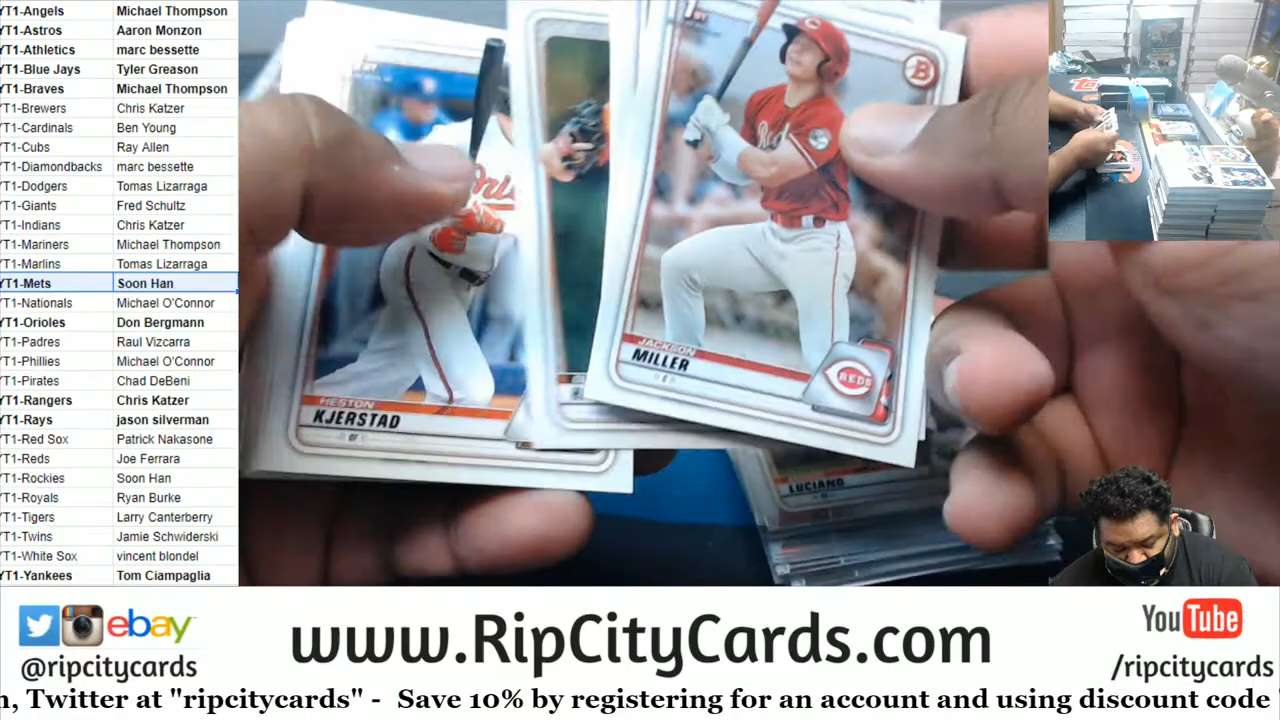 YT1-Angels Michael Thompson
YT1-Astros Aaron Monzon
YT1-Athletics marc bessette
YT1-Blue Jays Tyler Greason
YT1-Braves Michael Thompson
YT1-Brewers Chris Katzer
YT1-Cardinals Ben Young
YT1-Cubs Ray Allen
YT1-Diamondbacks marc bessette
YT1-Dodgers Tomas Lizarraga
YT1-Giants Fred Schultz
YT1-Indians Chris Katzer
YT1-Mariners Michael Thompson
YT1-Marlins Tomas Lizarraga
YT1-Mets Soon Han
YT1-Nationals Michael O'Connor
YT1-Orioles Don Bergmann
YT1-Padres Raul Vizcarra
YT1-Phillies Michael O'Connor
YT1-Pirates Chad DeBeni
YT1-Rangers Chris Katzer
YT1-Rays jason silverman
YT1-Red Sox Patrick Nakasone
YT1-Reds Joe Ferrara
YT1-Rockies Soon Han
YT1-Royals Ryan Burke
YT1-Tigers Larry Canterberry
YT1-Twins Jamie Schwiderski
YT1-White Sox vincent blondel
YT1-Yankees Tom Ciampaglia
B
Reds
JACKSON
MILLER
REDS
HESTON
KJERSTAD
OF
LUCIANO
ebay
@ripcitycards
www.RipCityCards.com
YouTube
/ripcitycards
n, Twitter at "ripcitycards" - Save 10% by registering for an account and using discount code